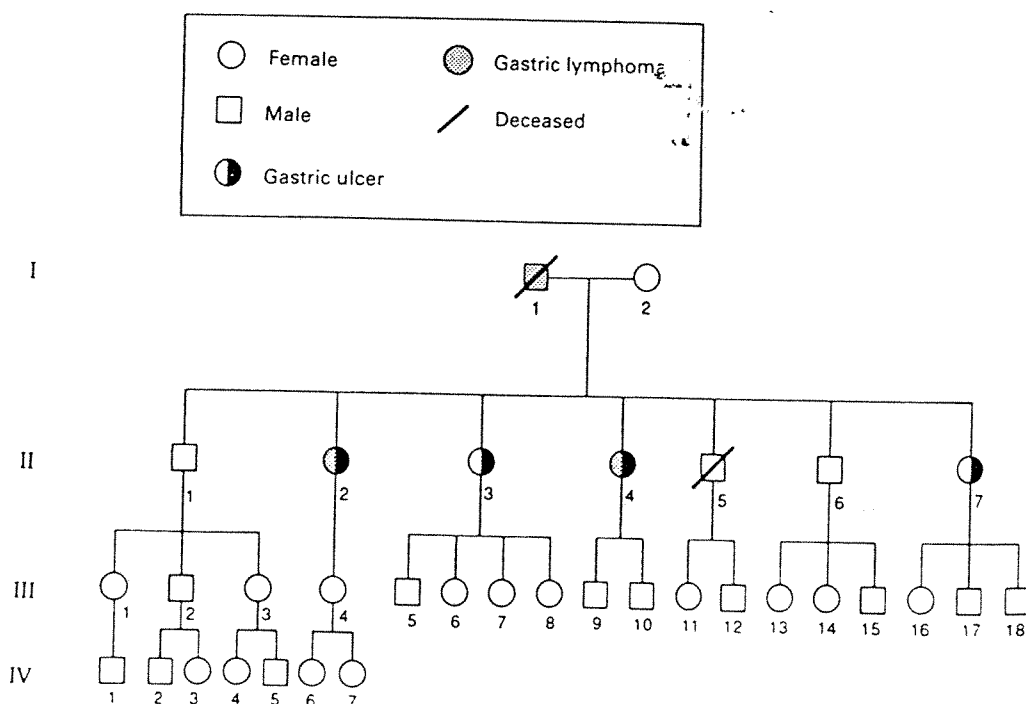 Female Gastric lymphoma
Male Deceased
Gastric ulcer
I
1 2
II
1 2 3 4 5 6 7
III
1 2 3 4 5 6 7 8 9 10 11 12 13 14 15 16 17 18
IV
1 2 3 4 5 6 7